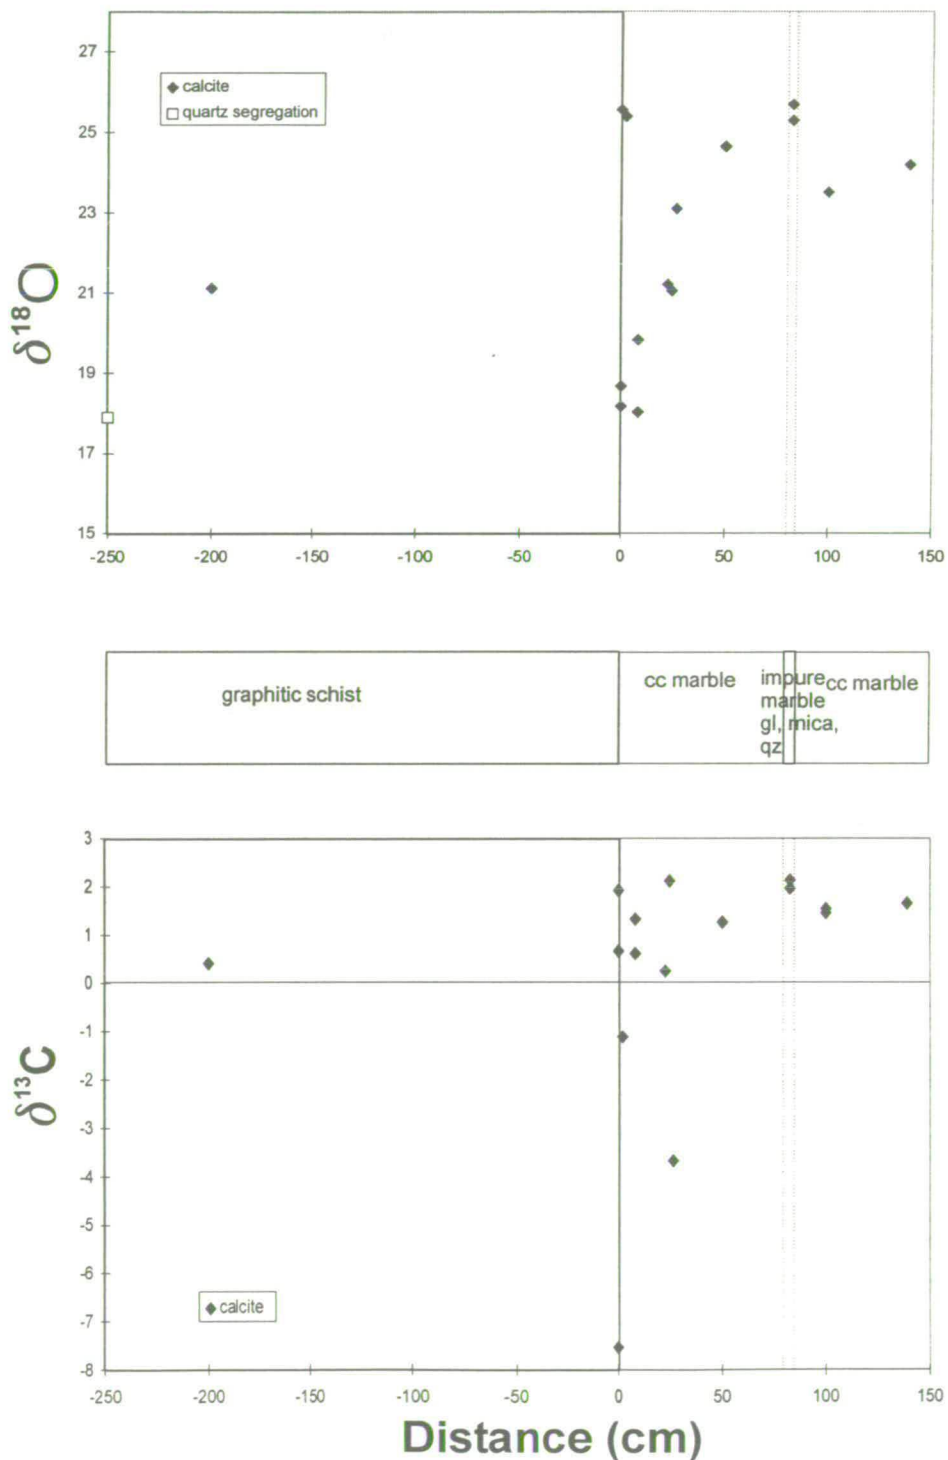 27
25
23
21
19
17
15
δ¹⁸O
◆ calcite
□ quartz segregation
-250 -200 -150 -100 -50 0 50 100 150
graphitic schist
cc marble
impure
marble
gl, mica,
qz
cc marble
3
2
1
0
-1
-2
-3
-4
-5
-6
-7
-8
δ¹³C
◆ calcite
-250 -200 -150 -100 -50 0 50 100 150
Distance (cm)